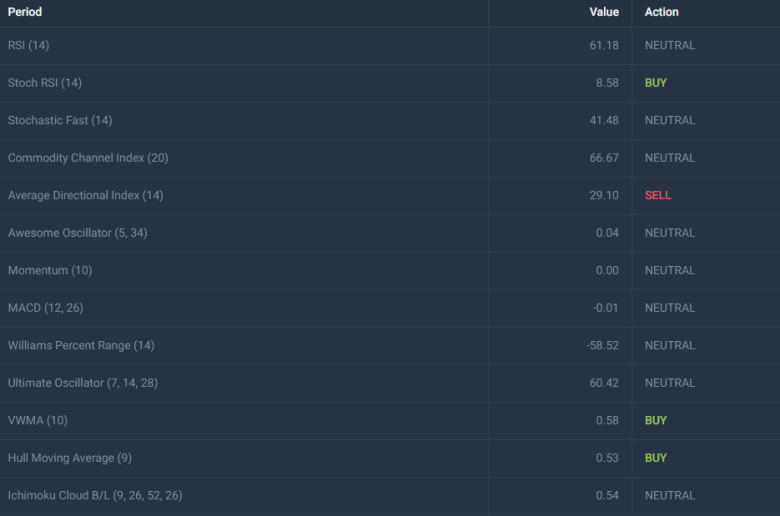 Period Value Action
RSI (14) 61.18 NEUTRAL
Stoch RSI (14) 8.58 BUY
Stochastic Fast (14) 41.48 NEUTRAL
Commodity Channel Index (20) 66.67 NEUTRAL
Average Directional Index (14) 29.10 SELL
Awesome Oscillator (5, 34) 0.04 NEUTRAL
Momentum (10) 0.00 NEUTRAL
MACD (12, 26) -0.01 NEUTRAL
Williams Percent Range (14) -58.52 NEUTRAL
Ultimate Oscillator (7, 14, 28) 60.42 NEUTRAL
VWMA (10) 0.58 BUY
Hull Moving Average (9) 0.53 BUY
Ichimoku Cloud B/L (9, 26, 52, 26) 0.54 NEUTRAL